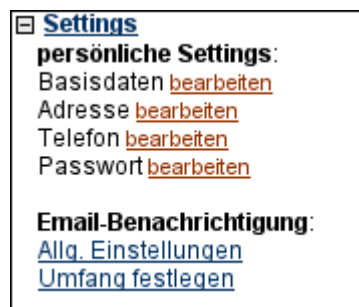 Settings
persönliche Settings:
Basisdaten bearbeiten
Adresse bearbeiten
Telefon bearbeiten
Passwort bearbeiten
Email-Benachrichtigung:
Allg. Einstellungen
Umfang festlegen